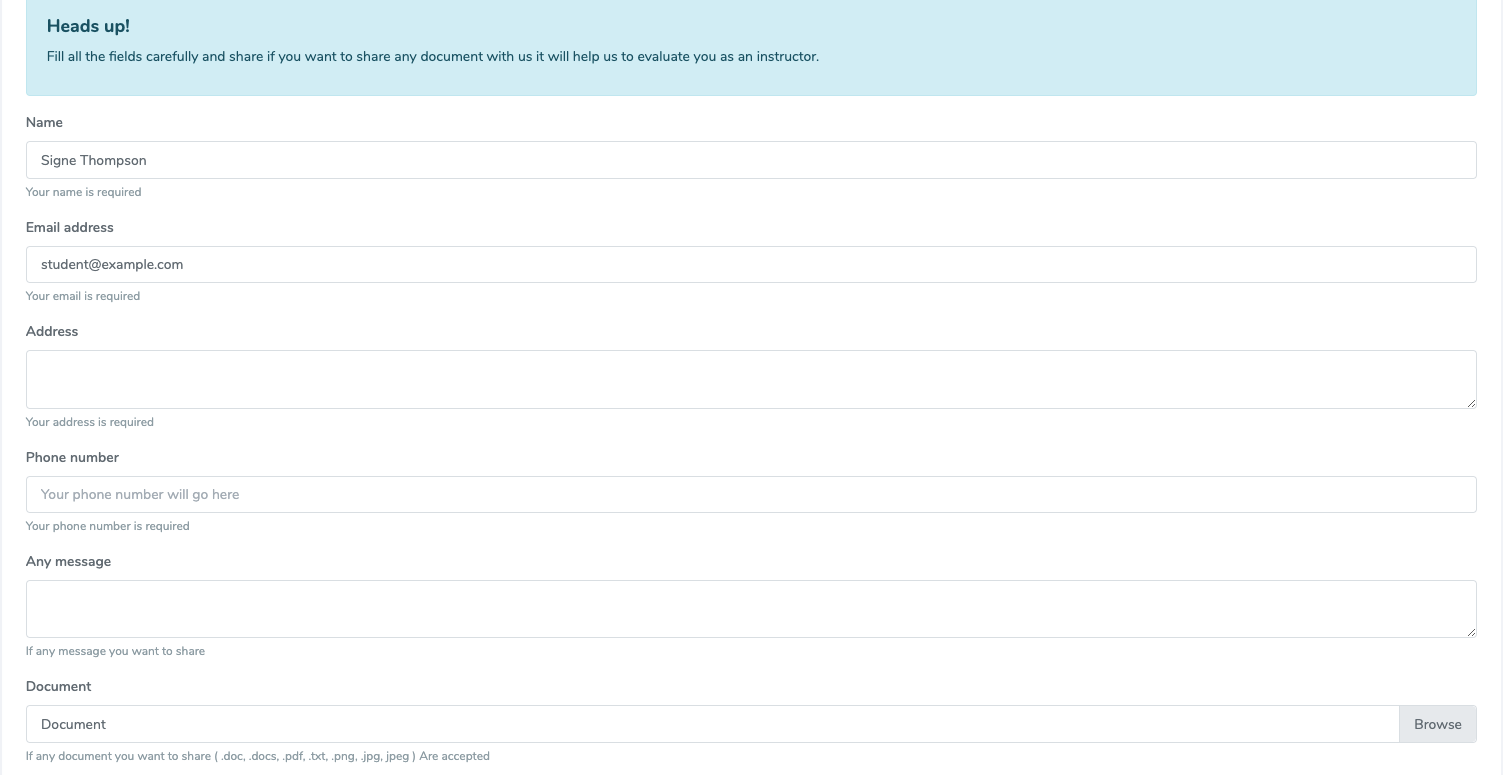 Heads up!
Fill all the fields carefully and share if you want to share any document with us it will help us to evaluate you as an instructor.
Name
Signe Thompson
Your name is required
Email address
student@example.com
Your email is required
Address
Your address is required
Phone number
Your phone number will go here
Your phone number is required
Any message
If any message you want to share
Document
Document
Browse
If any document you want to share ( .doc, .docs, .pdf, .txt, .png, .jpg, jpeg ) Are accepted